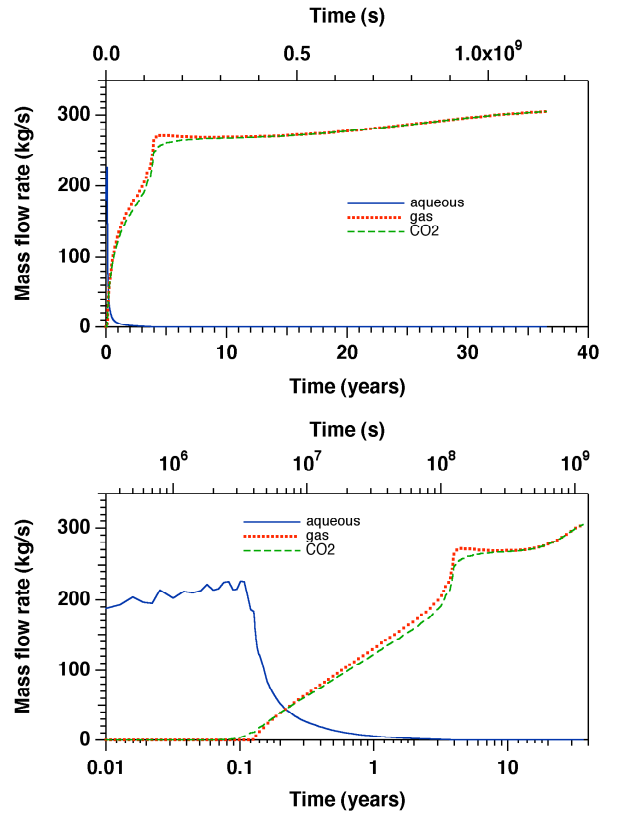 Time (s)
0.0 0.5 1.0x10⁹
Mass flow rate (kg/s)
300
200
100
0
aqueous
gas
CO2
0 10 20 30 40
Time (years)
Time (s)
10⁶ 10⁷ 10⁸ 10⁹
Mass flow rate (kg/s)
300
200
100
0
aqueous
gas
CO2
0.01 0.1 1 10
Time (years)